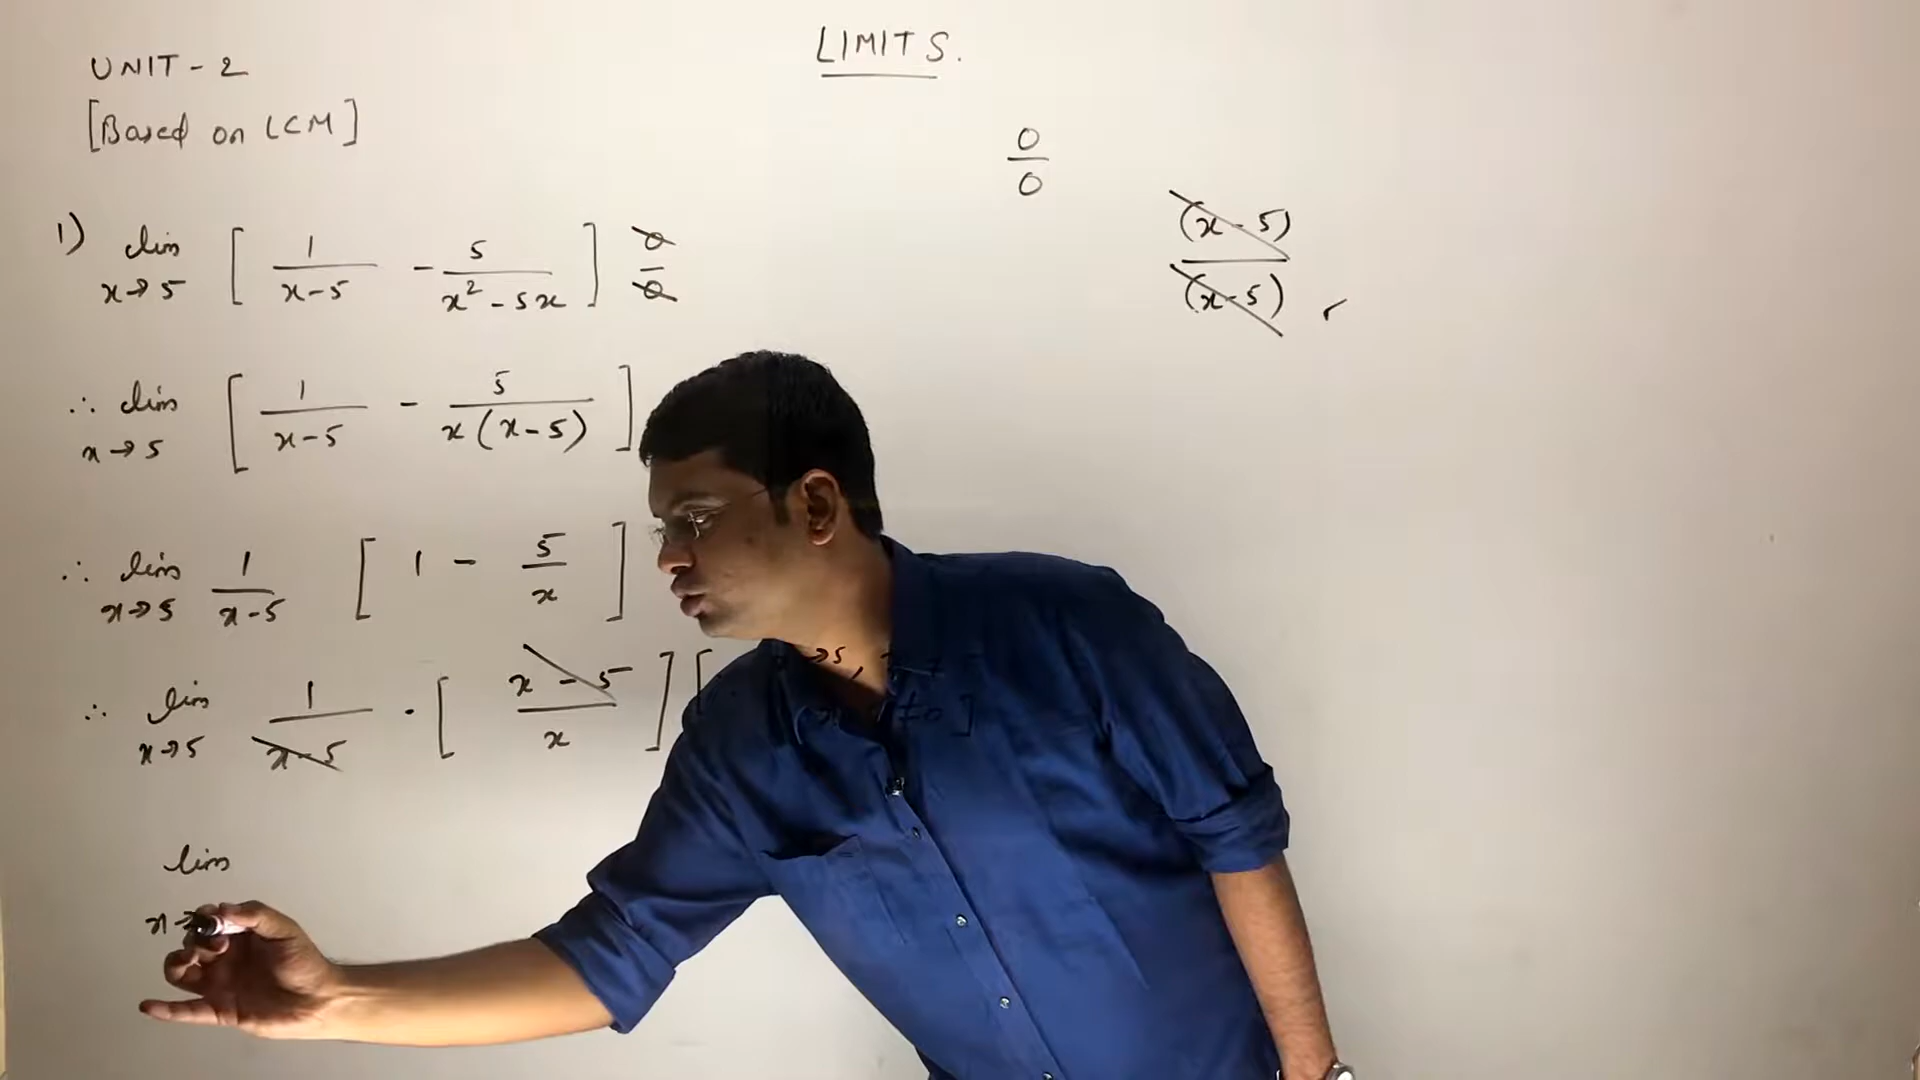 LIMITS.
UNIT - 2
[Based on LCM]
0/0
(x - 5)/(x - 5)
1) lim x→5 [ 1/(x-5) - 5/(x² - 5x) ] 0/0
∴ lim x→5 [ 1/(x-5) - 5/(x(x-5)) ]
∴ lim x→5 1/(x-5) [ 1 - 5/x ]
∴ lim x→5 1/(x-5) · [ (x - 5)/x ] [ →5,
≠0 ]
lim x→